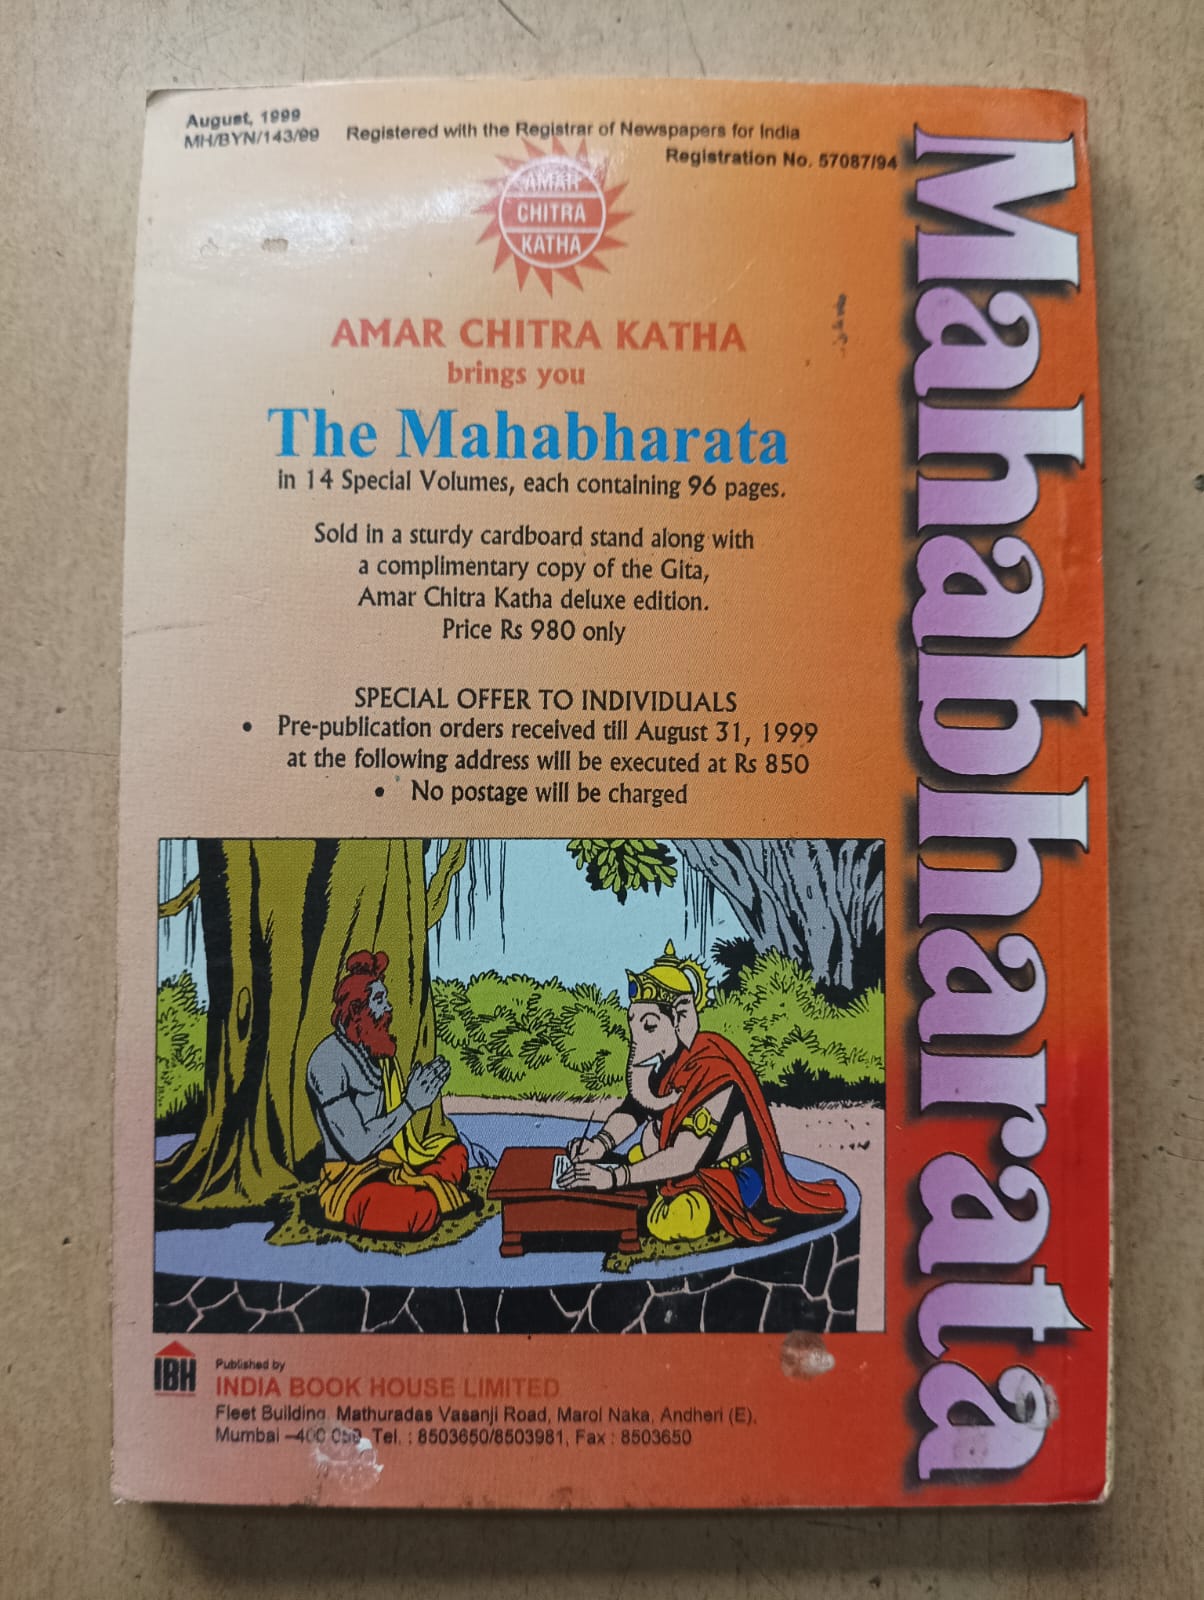 August, 1999
MH/BYN/143/99 Registered with the Registrar of Newspapers for India
Registration No. 57087/94
AMAR
CHITRA
KATHA
AMAR CHITRA KATHA
brings you
The Mahabharata
in 14 Special Volumes, each containing 96 pages.
Sold in a sturdy cardboard stand along with
a complimentary copy of the Gita,
Amar Chitra Katha deluxe edition.
Price Rs 980 only
SPECIAL OFFER TO INDIVIDUALS
• Pre-publication orders received till August 31, 1999
at the following address will be executed at Rs 850
• No postage will be charged
Mahabharata
IBH
Published by
INDIA BOOK HOUSE LIMITED
Fleet Building, Mathuradas Vasanji Road, Marol Naka, Andheri (E),
Mumbai – Tel. : 8503650/8503981, Fax : 8503650